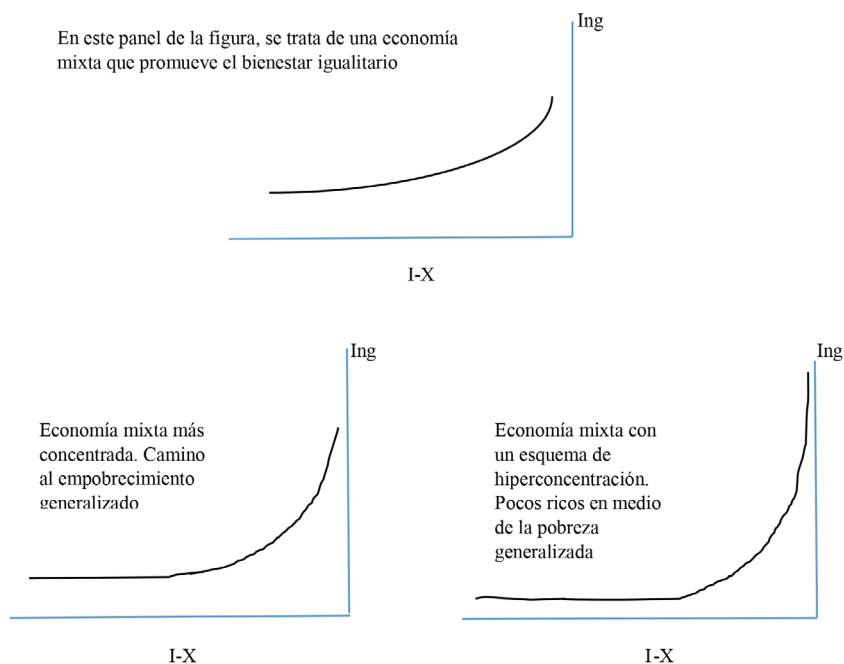 Ing
En este panel de la figura, se trata de una economía
mixta que promueve el bienestar igualitario
I-X
Ing
Economía mixta más
concentrada. Camino
al empobrecimiento
generalizado
I-X
Ing
Economía mixta con
un esquema de
hiperconcentración.
Pocos ricos en medio
de la pobreza
generalizada
I-X